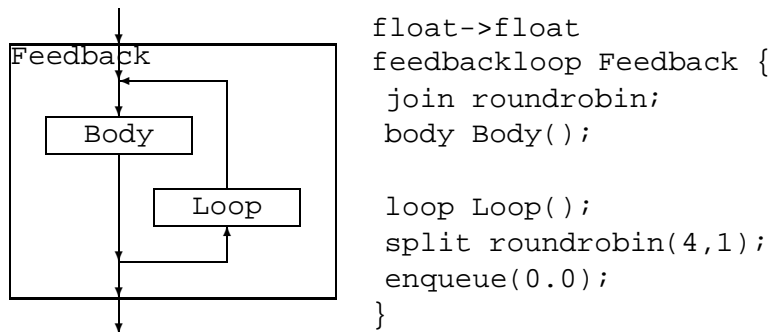 Feedback
Body
Loop
float->float
feedbackloop Feedback {
join roundrobin;
body Body();
loop Loop();
split roundrobin(4,1);
enqueue(0.0);
}